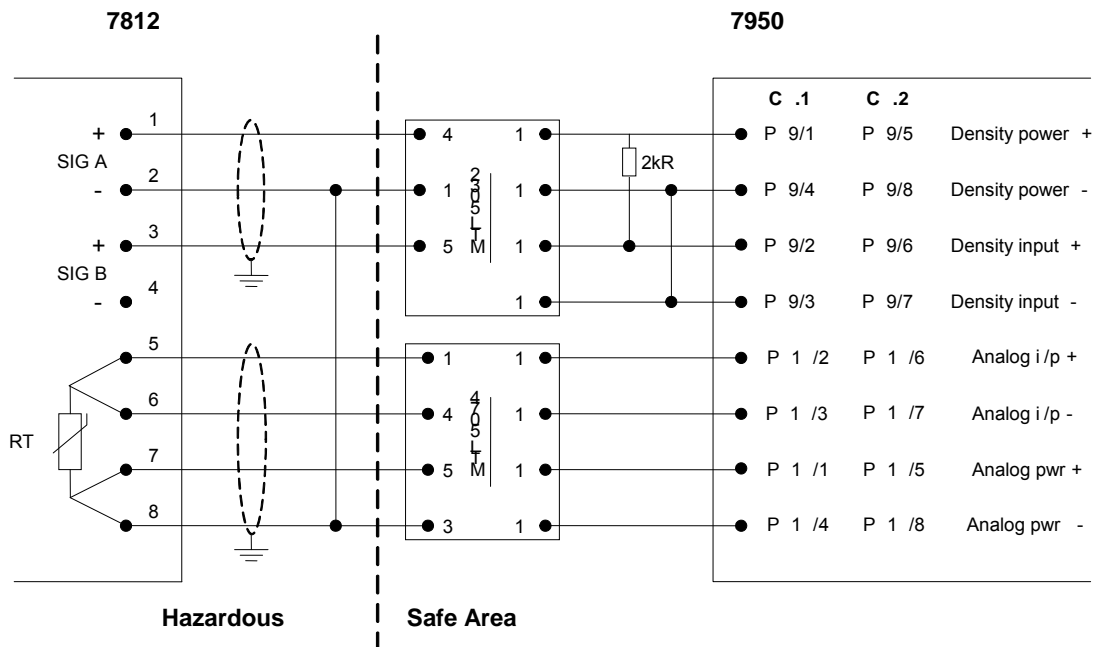 7812
7950
C .1 C .2
1
+ 4 1 P 9/1 P 9/5 Density power +
SIG A
2kR
2
- 1 1 P 9/4 P 9/8 Density power -
MTL5032
3
+ 5 1 P 9/2 P 9/6 Density input +
SIG B
4
- 1 P 9/3 P 9/7 Density input -
5
1 1 P 1 /2 P 1 /6 Analog i/p +
6
4 1 P 1 /3 P 1 /7 Analog i/p -
MTL5074
RT
7
5 1 P 1 /1 P 1 /5 Analog pwr +
8
3 1 P 1 /4 P 1 /8 Analog pwr -
Hazardous
Safe Area